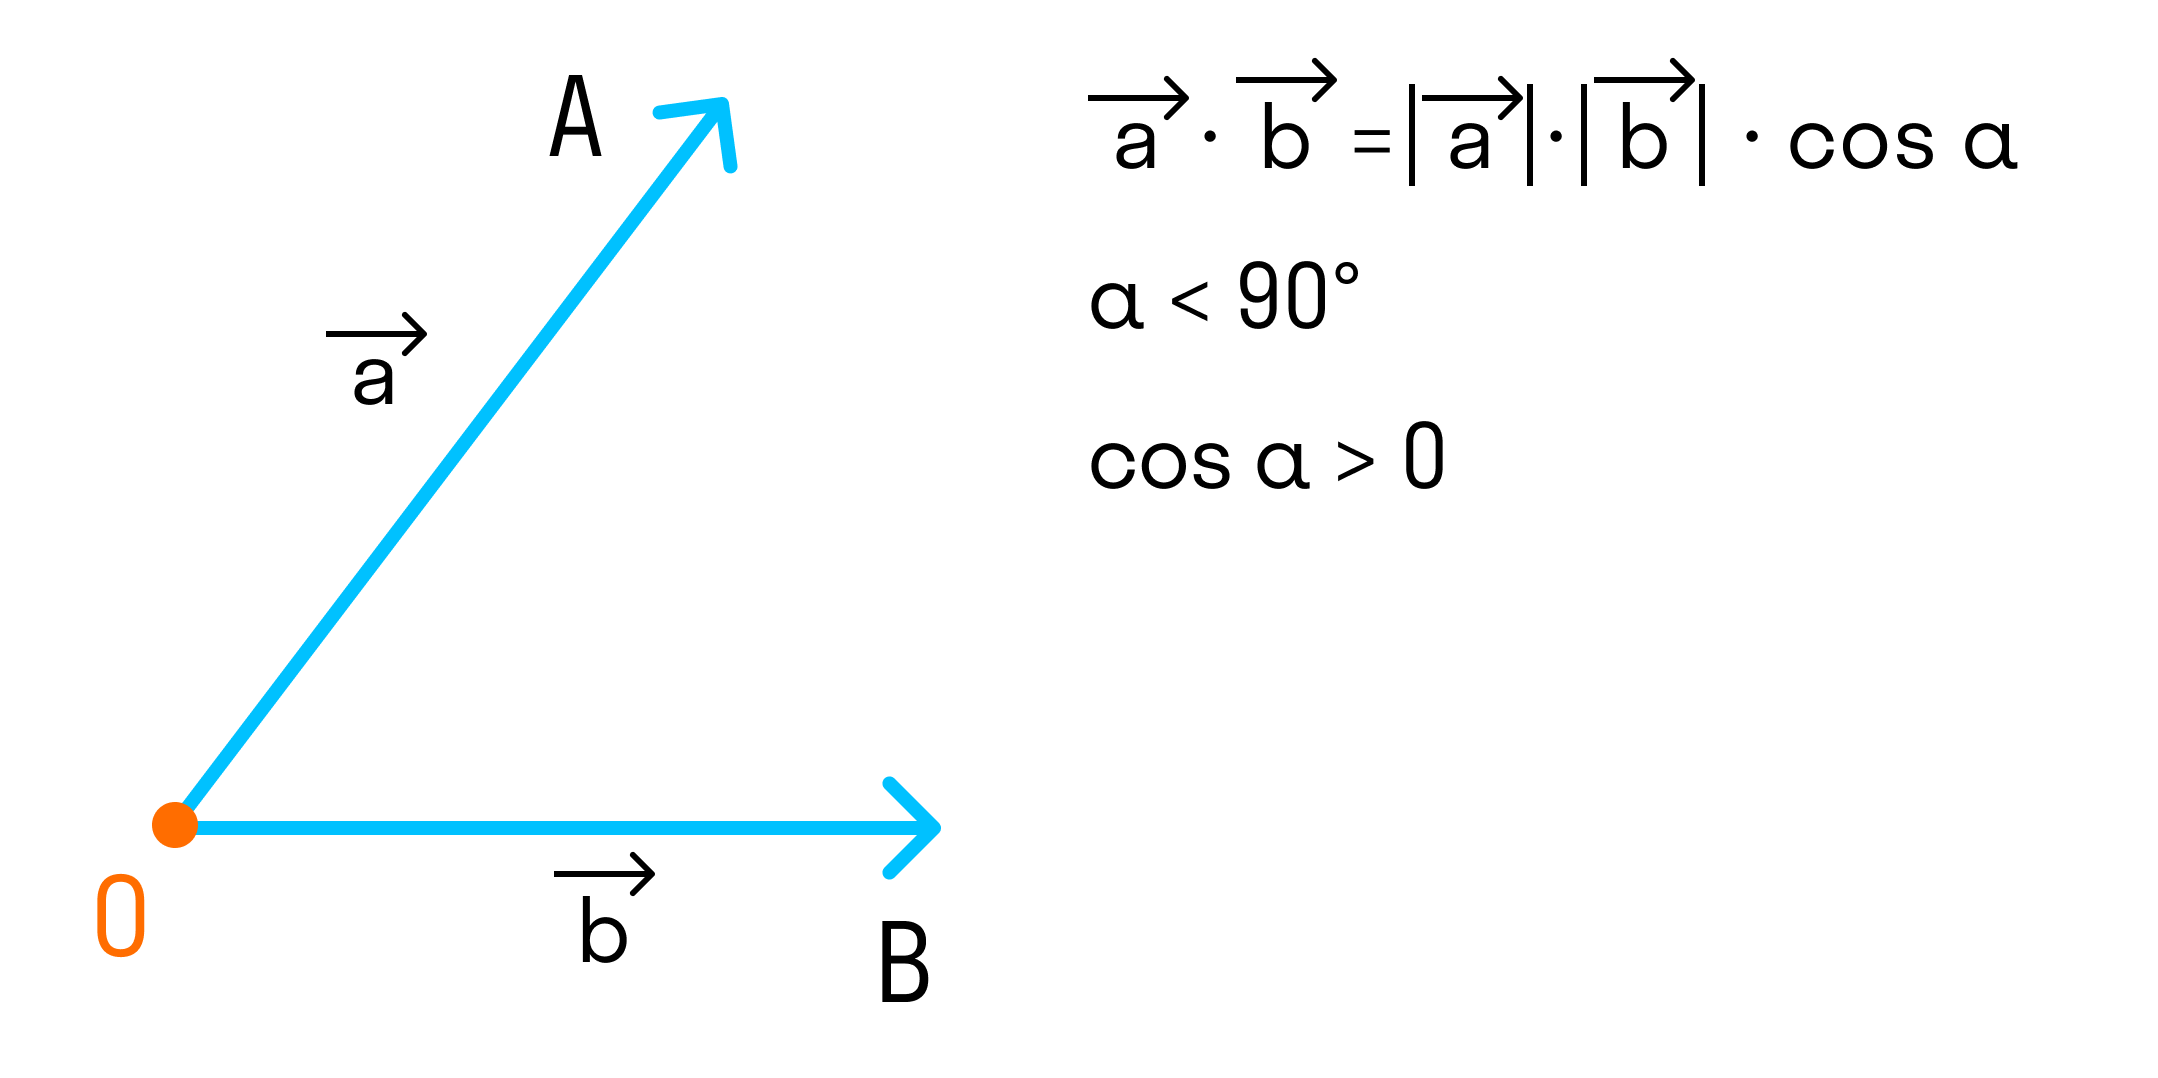 A
a⃗ · b⃗ = |a⃗| · |b⃗| · cos α
α < 90°
a⃗
cos α > 0
O
b⃗
B